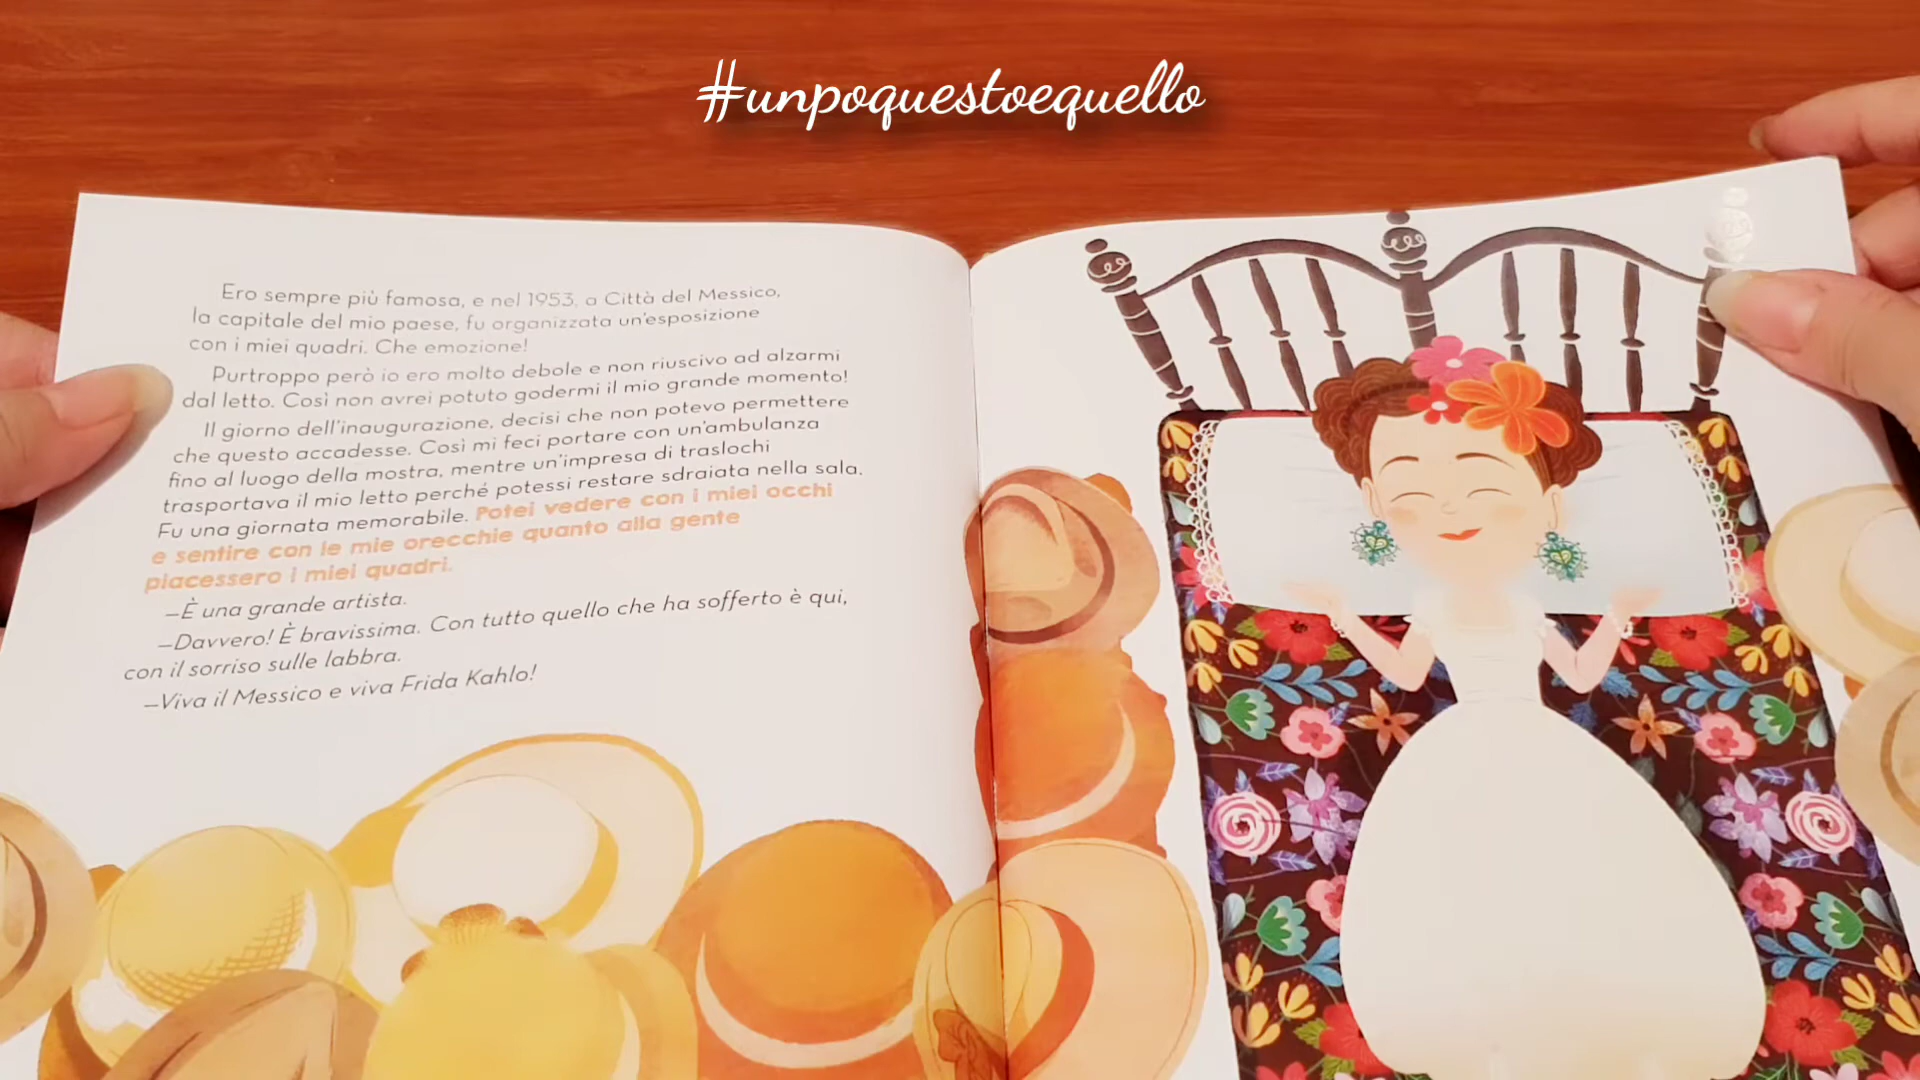 #unpoquestoequello
Ero sempre più famosa, e nel 1953, a Città del Messico,
la capitale del mio paese, fu organizzata un'esposizione
con i miei quadri. Che emozione!
Purtroppo però io ero molto debole e non riuscivo ad alzarmi
dal letto. Così non avrei potuto godermi il mio grande momento!
Il giorno dell'inaugurazione, decisi che non potevo permettere
che questo accadesse. Così mi feci portare con un'ambulanza
fino al luogo della mostra, mentre un'impresa di traslochi
trasportava il mio letto perché potessi restare sdraiata nella sala.
Fu una giornata memorabile. Potei vedere con i miei occhi
e sentire con le mie orecchie quanto alla gente
piacessero i miei quadri.
—È una grande artista.
—Davvero! È bravissima. Con tutto quello che ha sofferto è qui,
con il sorriso sulle labbra.
—Viva il Messico e viva Frida Kahlo!